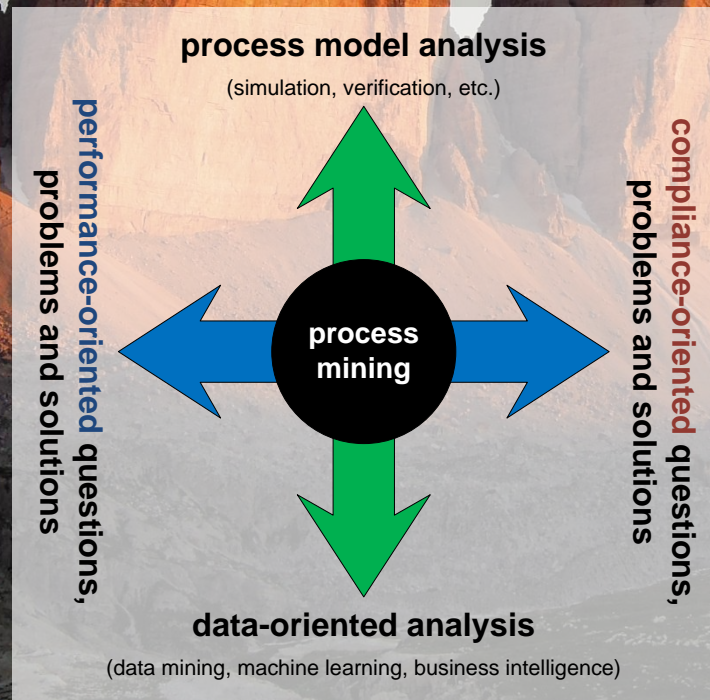 process model analysis
(simulation, verification, etc.)
performance-oriented questions,
problems and solutions
process
mining
compliance-oriented questions,
problems and solutions
data-oriented analysis
(data mining, machine learning, business intelligence)